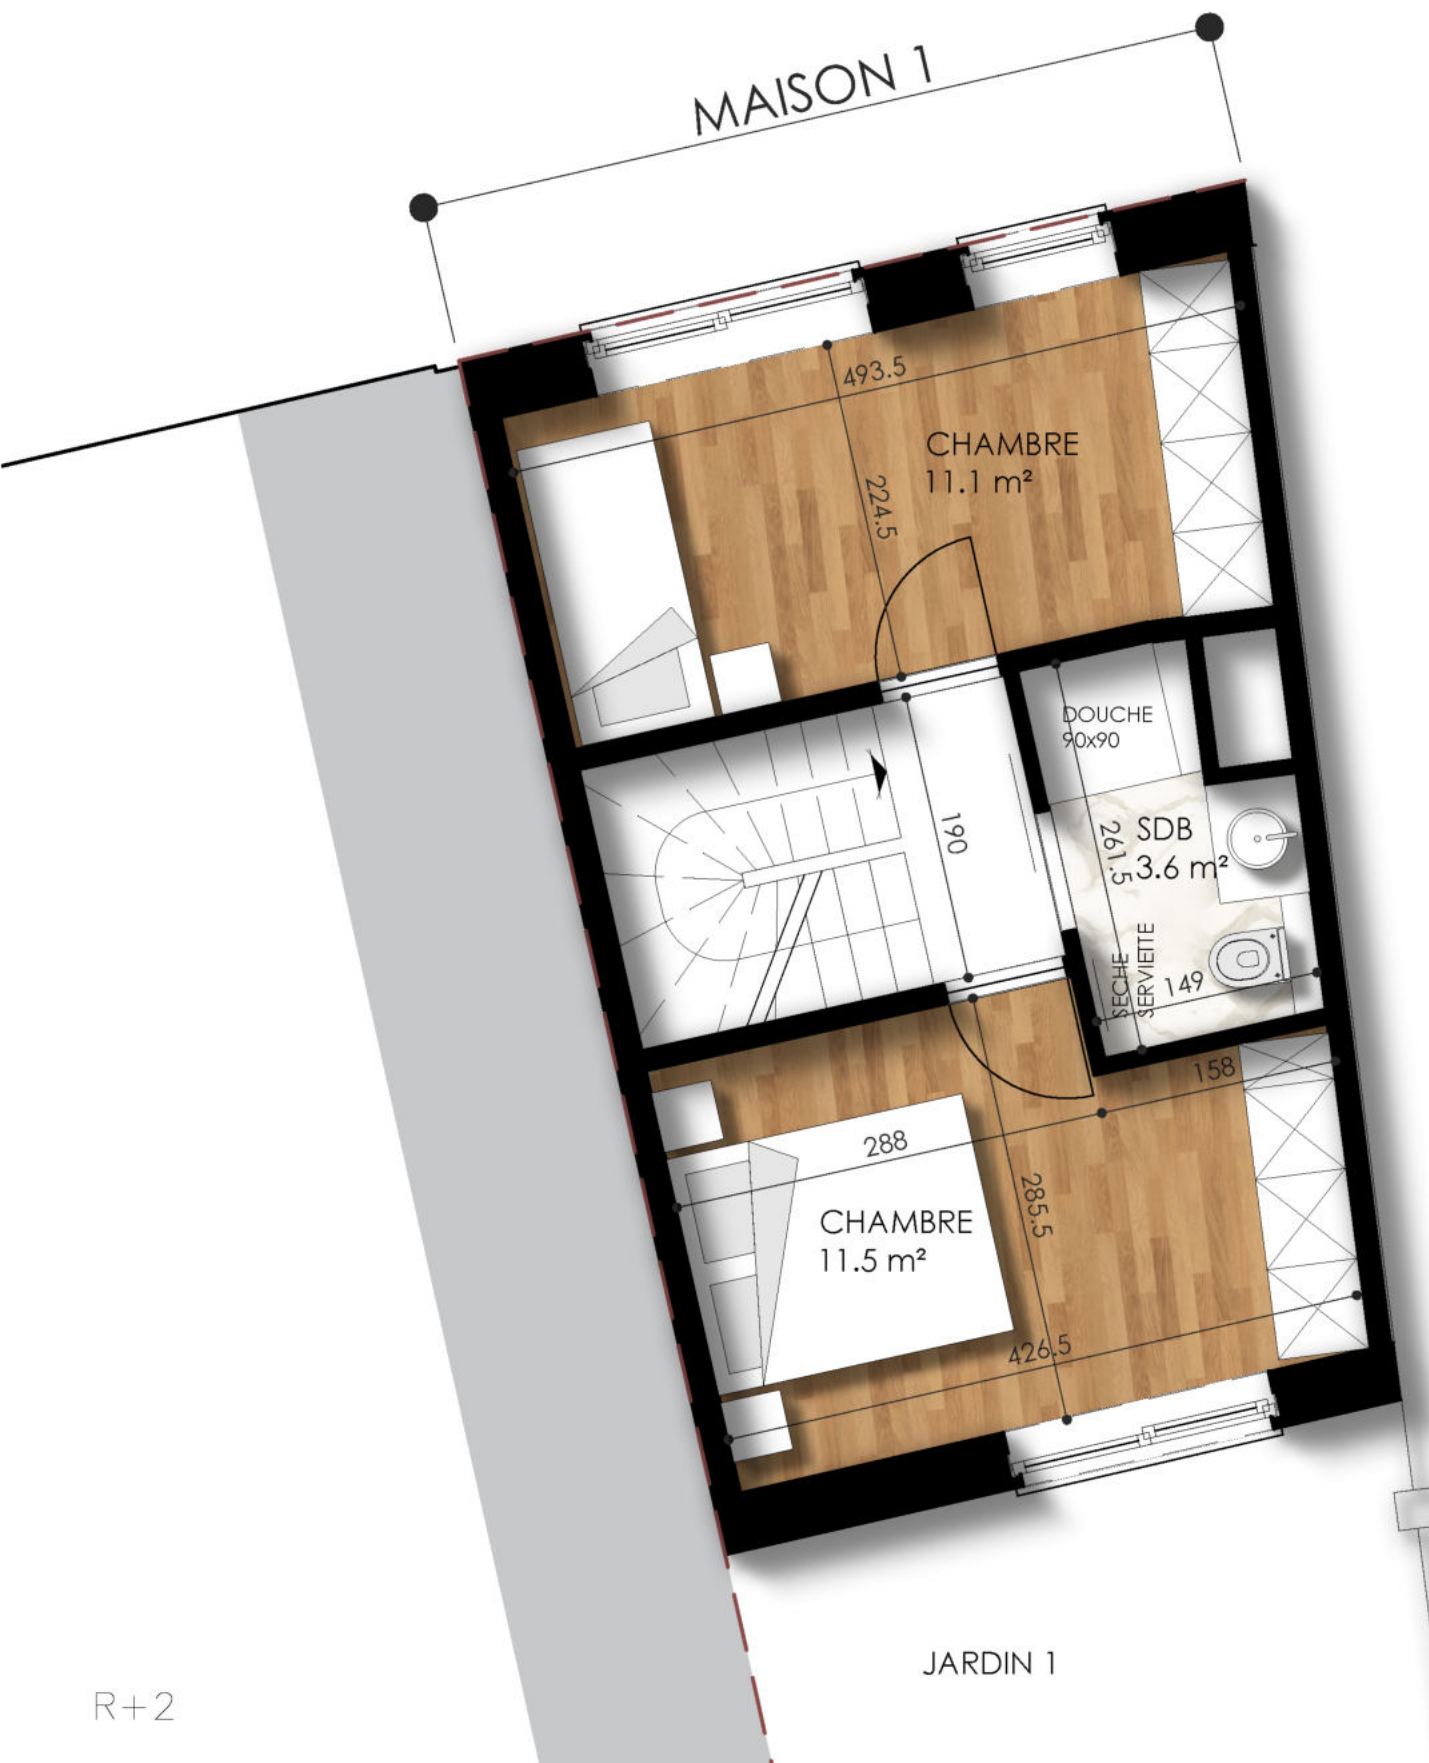 MAISON 1
493.5
CHAMBRE
11.1 m²
224.5
DOUCHE
90x90
190
261.5
SDB
3.6 m²
SECHE
SERVIETTE
149
158
288
285.5
CHAMBRE
11.5 m²
426.5
JARDIN 1
R+2